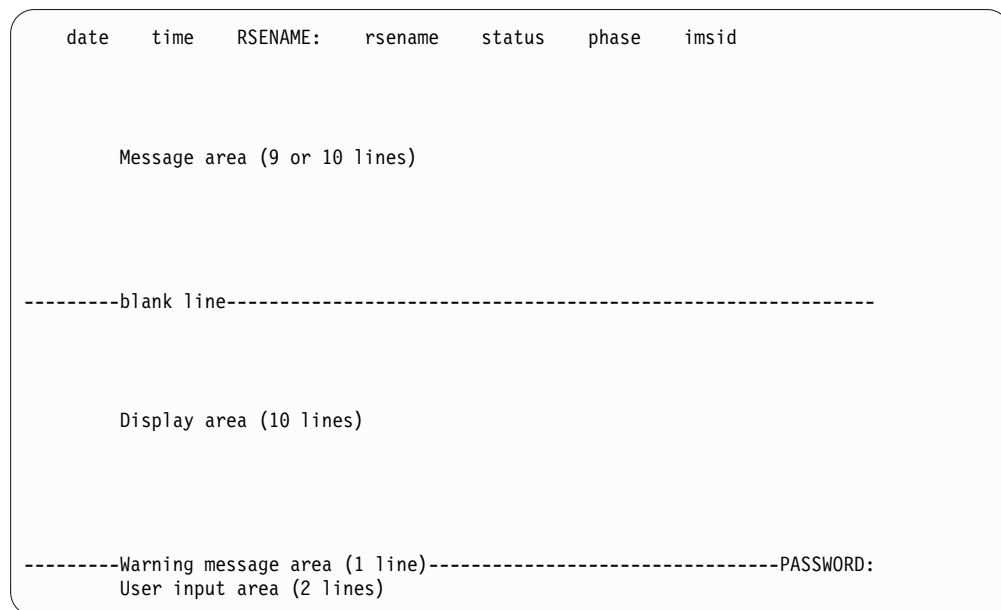 date time RSENAME: rsename status phase imsid
Message area (9 or 10 lines)
---------blank line-------------------------------------------------------------
Display area (10 lines)
---------Warning message area (1 line)---------------------------------PASSWORD:
User input area (2 lines)